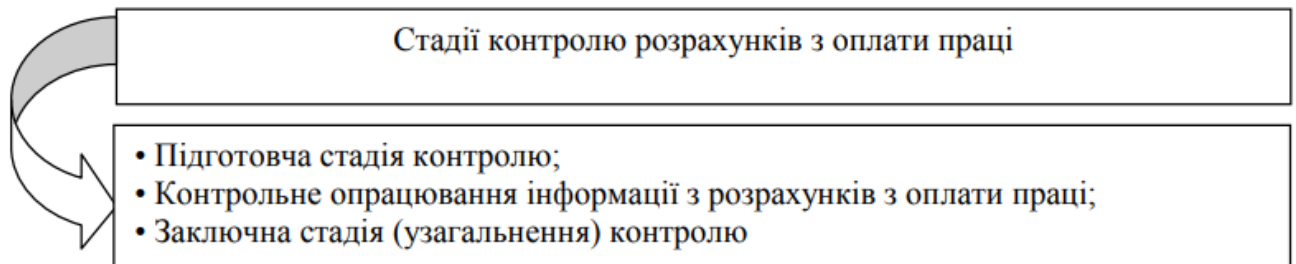 Стадії контролю розрахунків з оплати праці
• Підготовча стадія контролю;
• Контрольне опрацювання інформації з розрахунків з оплати праці;
• Заключна стадія (узагальнення) контролю